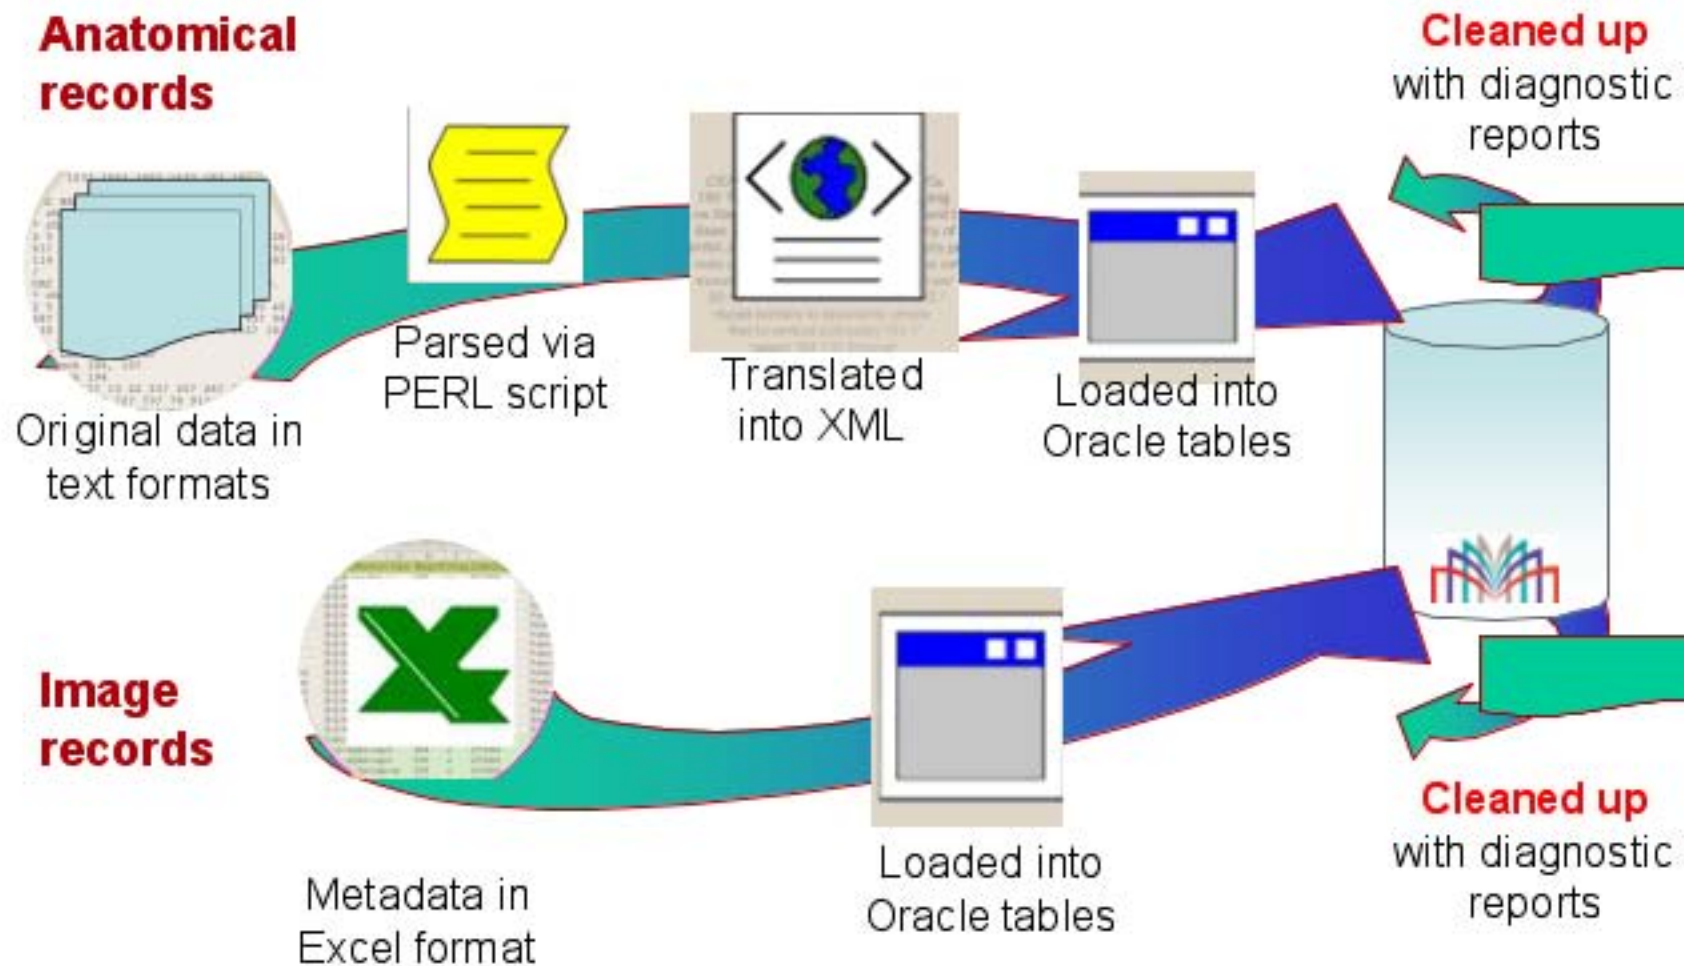 Anatomical
records
Original data in
text formats
Parsed via
PERL script
Translated
into XML
Loaded into
Oracle tables
Cleaned up
with diagnostic
reports
Image
records
Metadata in
Excel format
Loaded into
Oracle tables
Cleaned up
with diagnostic
reports